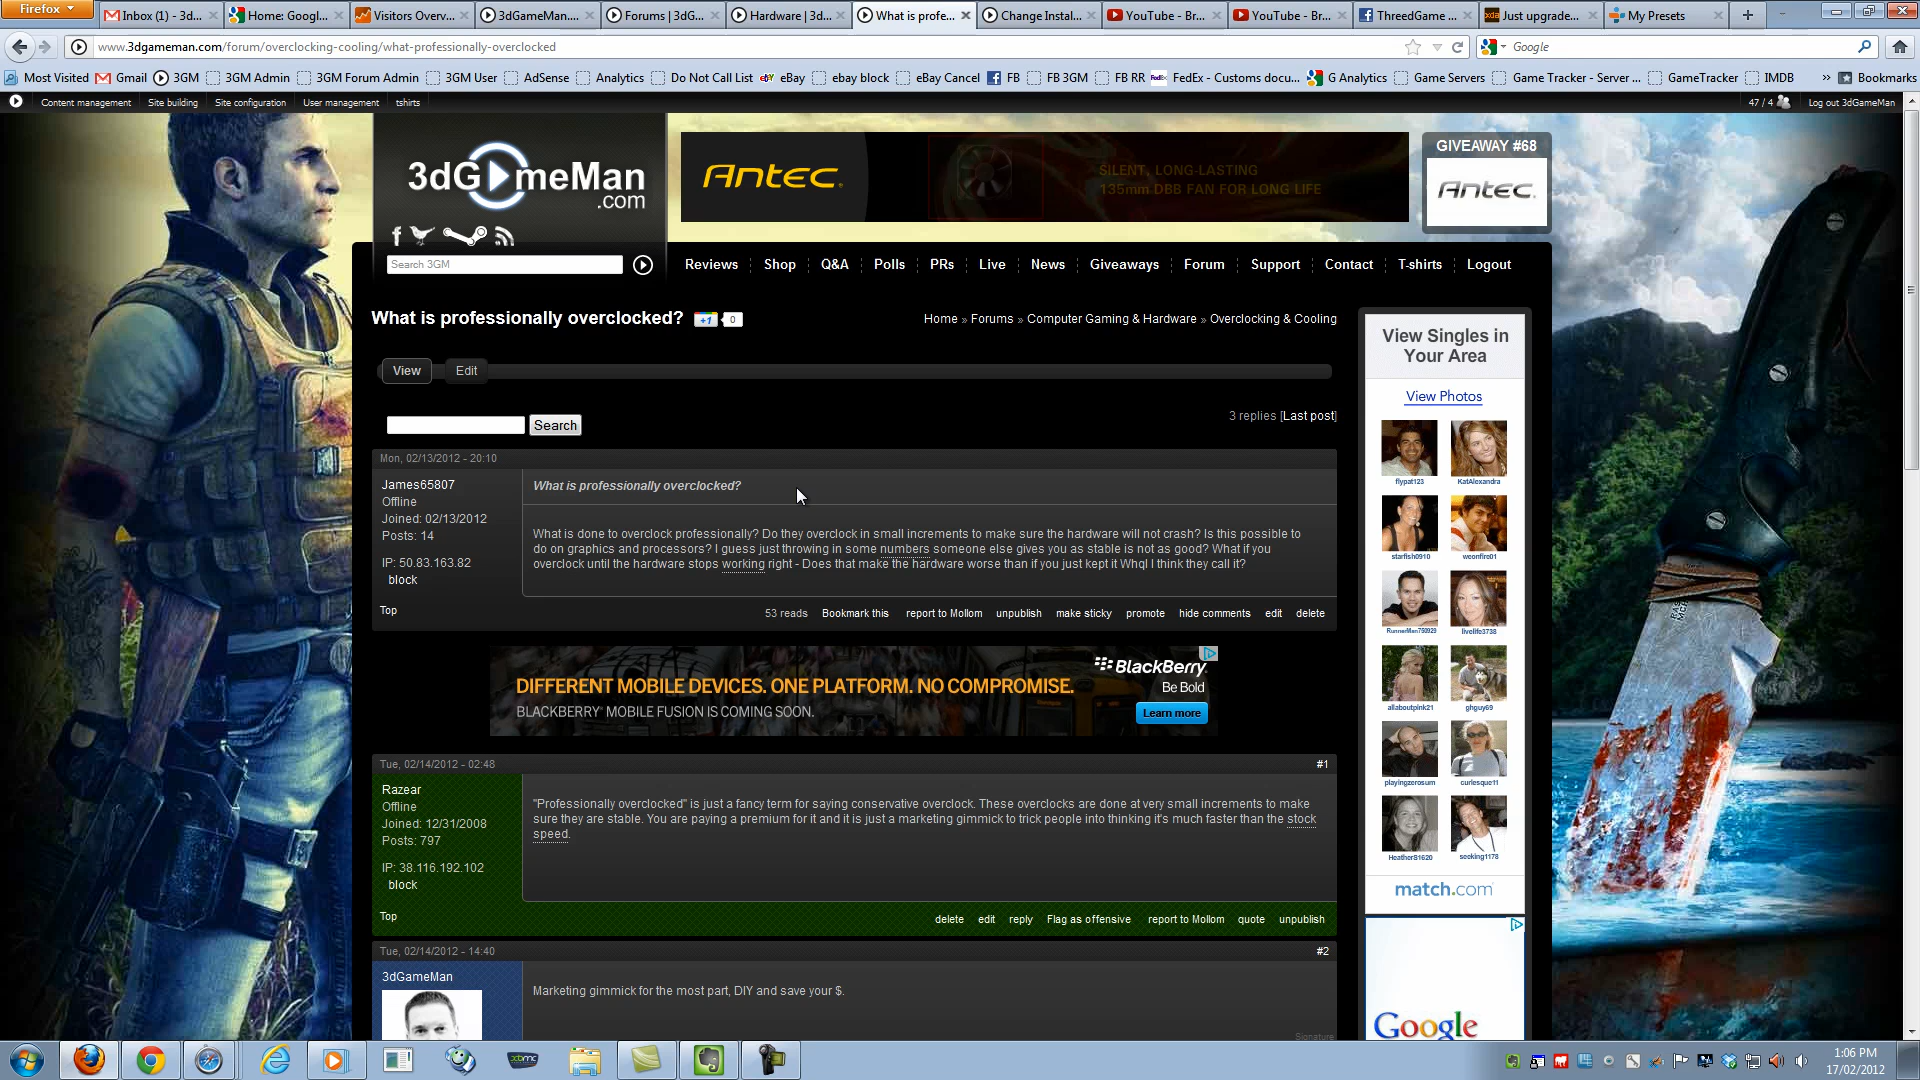 Firefox
Inbox (1) - 3d...
Home: Googl...
Visitors Overv...
3dGameMan....
Forums | 3dG...
Hardware | 3d...
What is profe...
Change Instal...
YouTube - Br...
YouTube - Br...
ThreedGame ...
Just upgrade...
My Presets
www.3dgameman.com/forum/overclocking-cooling/what-professionally-overclocked
Google
Most Visited
Gmail
3GM
3GM Admin
3GM Forum Admin
3GM User
AdSense
Analytics
Do Not Call List
eBay
ebay block
eBay Cancel
FB
FB 3GM
FB RR
FedEx - Customs docu...
G Analytics
Game Servers
Game Tracker - Server ...
GameTracker
IMDB
»
Bookmarks
Content management
Site building
Site configuration
User management
tshirts
47 / 4
Log out 3dGameMan
3dGameMan
.com
ANTEC
SILENT, LONG-LASTING
135mm DBB FAN FOR LONG LIFE
GIVEAWAY #68
ANTEC
Search 3GM
Reviews
Shop
Q&A
Polls
PRs
Live
News
Giveaways
Forum
Support
Contact
T-shirts
Logout
What is professionally overclocked?
+1
0
Home » Forums » Computer Gaming & Hardware » Overclocking & Cooling
View
Edit
Search
3 replies [Last post]
Mon, 02/13/2012 - 20:10
James65807
Offline
Joined: 02/13/2012
Posts: 14
IP: 50.83.163.82
block
Top
What is professionally overclocked?
What is done to overclock professionally? Do they overclock in small increments to make sure the hardware will not crash? Is this possible to
do on graphics and processors? I guess just throwing in some numbers someone else gives you as stable is not as good? What if you
overclock until the hardware stops working right - Does that make the hardware worse than if you just kept it Whql I think they call it?
53 reads
Bookmark this
report to Mollom
unpublish
make sticky
promote
hide comments
edit
delete
DIFFERENT MOBILE DEVICES. ONE PLATFORM. NO COMPROMISE.
BLACKBERRY® MOBILE FUSION IS COMING SOON.
BlackBerry
Be Bold
Learn more
Tue, 02/14/2012 - 02:48
#1
Razear
Offline
Joined: 12/31/2008
Posts: 797
IP: 38.116.192.102
block
Top
"Professionally overclocked" is just a fancy term for saying conservative overclock. These overclocks are done at very small increments to make
sure they are stable. You are paying a premium for it and it is just a marketing gimmick to trick people into thinking it's much faster than the stock
speed.
delete
edit
reply
Flag as offensive
report to Mollom
quote
unpublish
Tue, 02/14/2012 - 14:40
#2
3dGameMan
Marketing gimmick for the most part, DIY and save your $.
Signature
View Singles in
Your Area
View Photos
flypat123
KatAlexandra
starfish0910
weonfire01
RunnerMan750929
livelife3738
allaboutpink21
ghguy69
playingzerosum
curlesque11
HeatherS1620
seeking1178
match.com
Google
xbmc
1:06 PM
17/02/2012